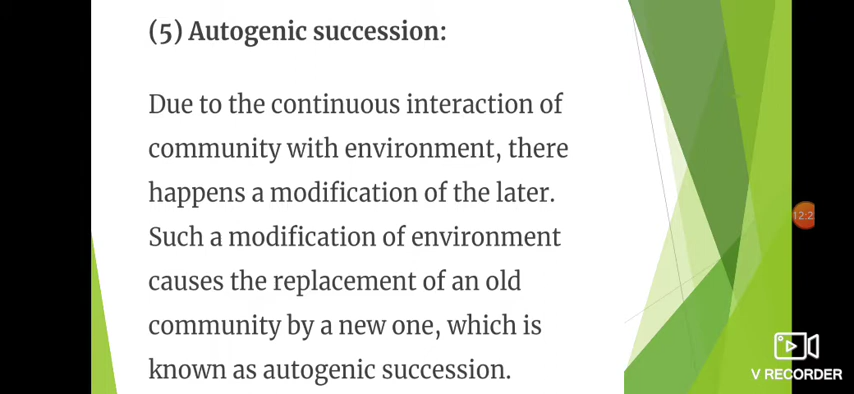 (5) Autogenic succession:
Due to the continuous interaction of
community with environment, there
happens a modification of the later.
Such a modification of environment
causes the replacement of an old
community by a new one, which is
known as autogenic succession.
12:2
V RECORDER